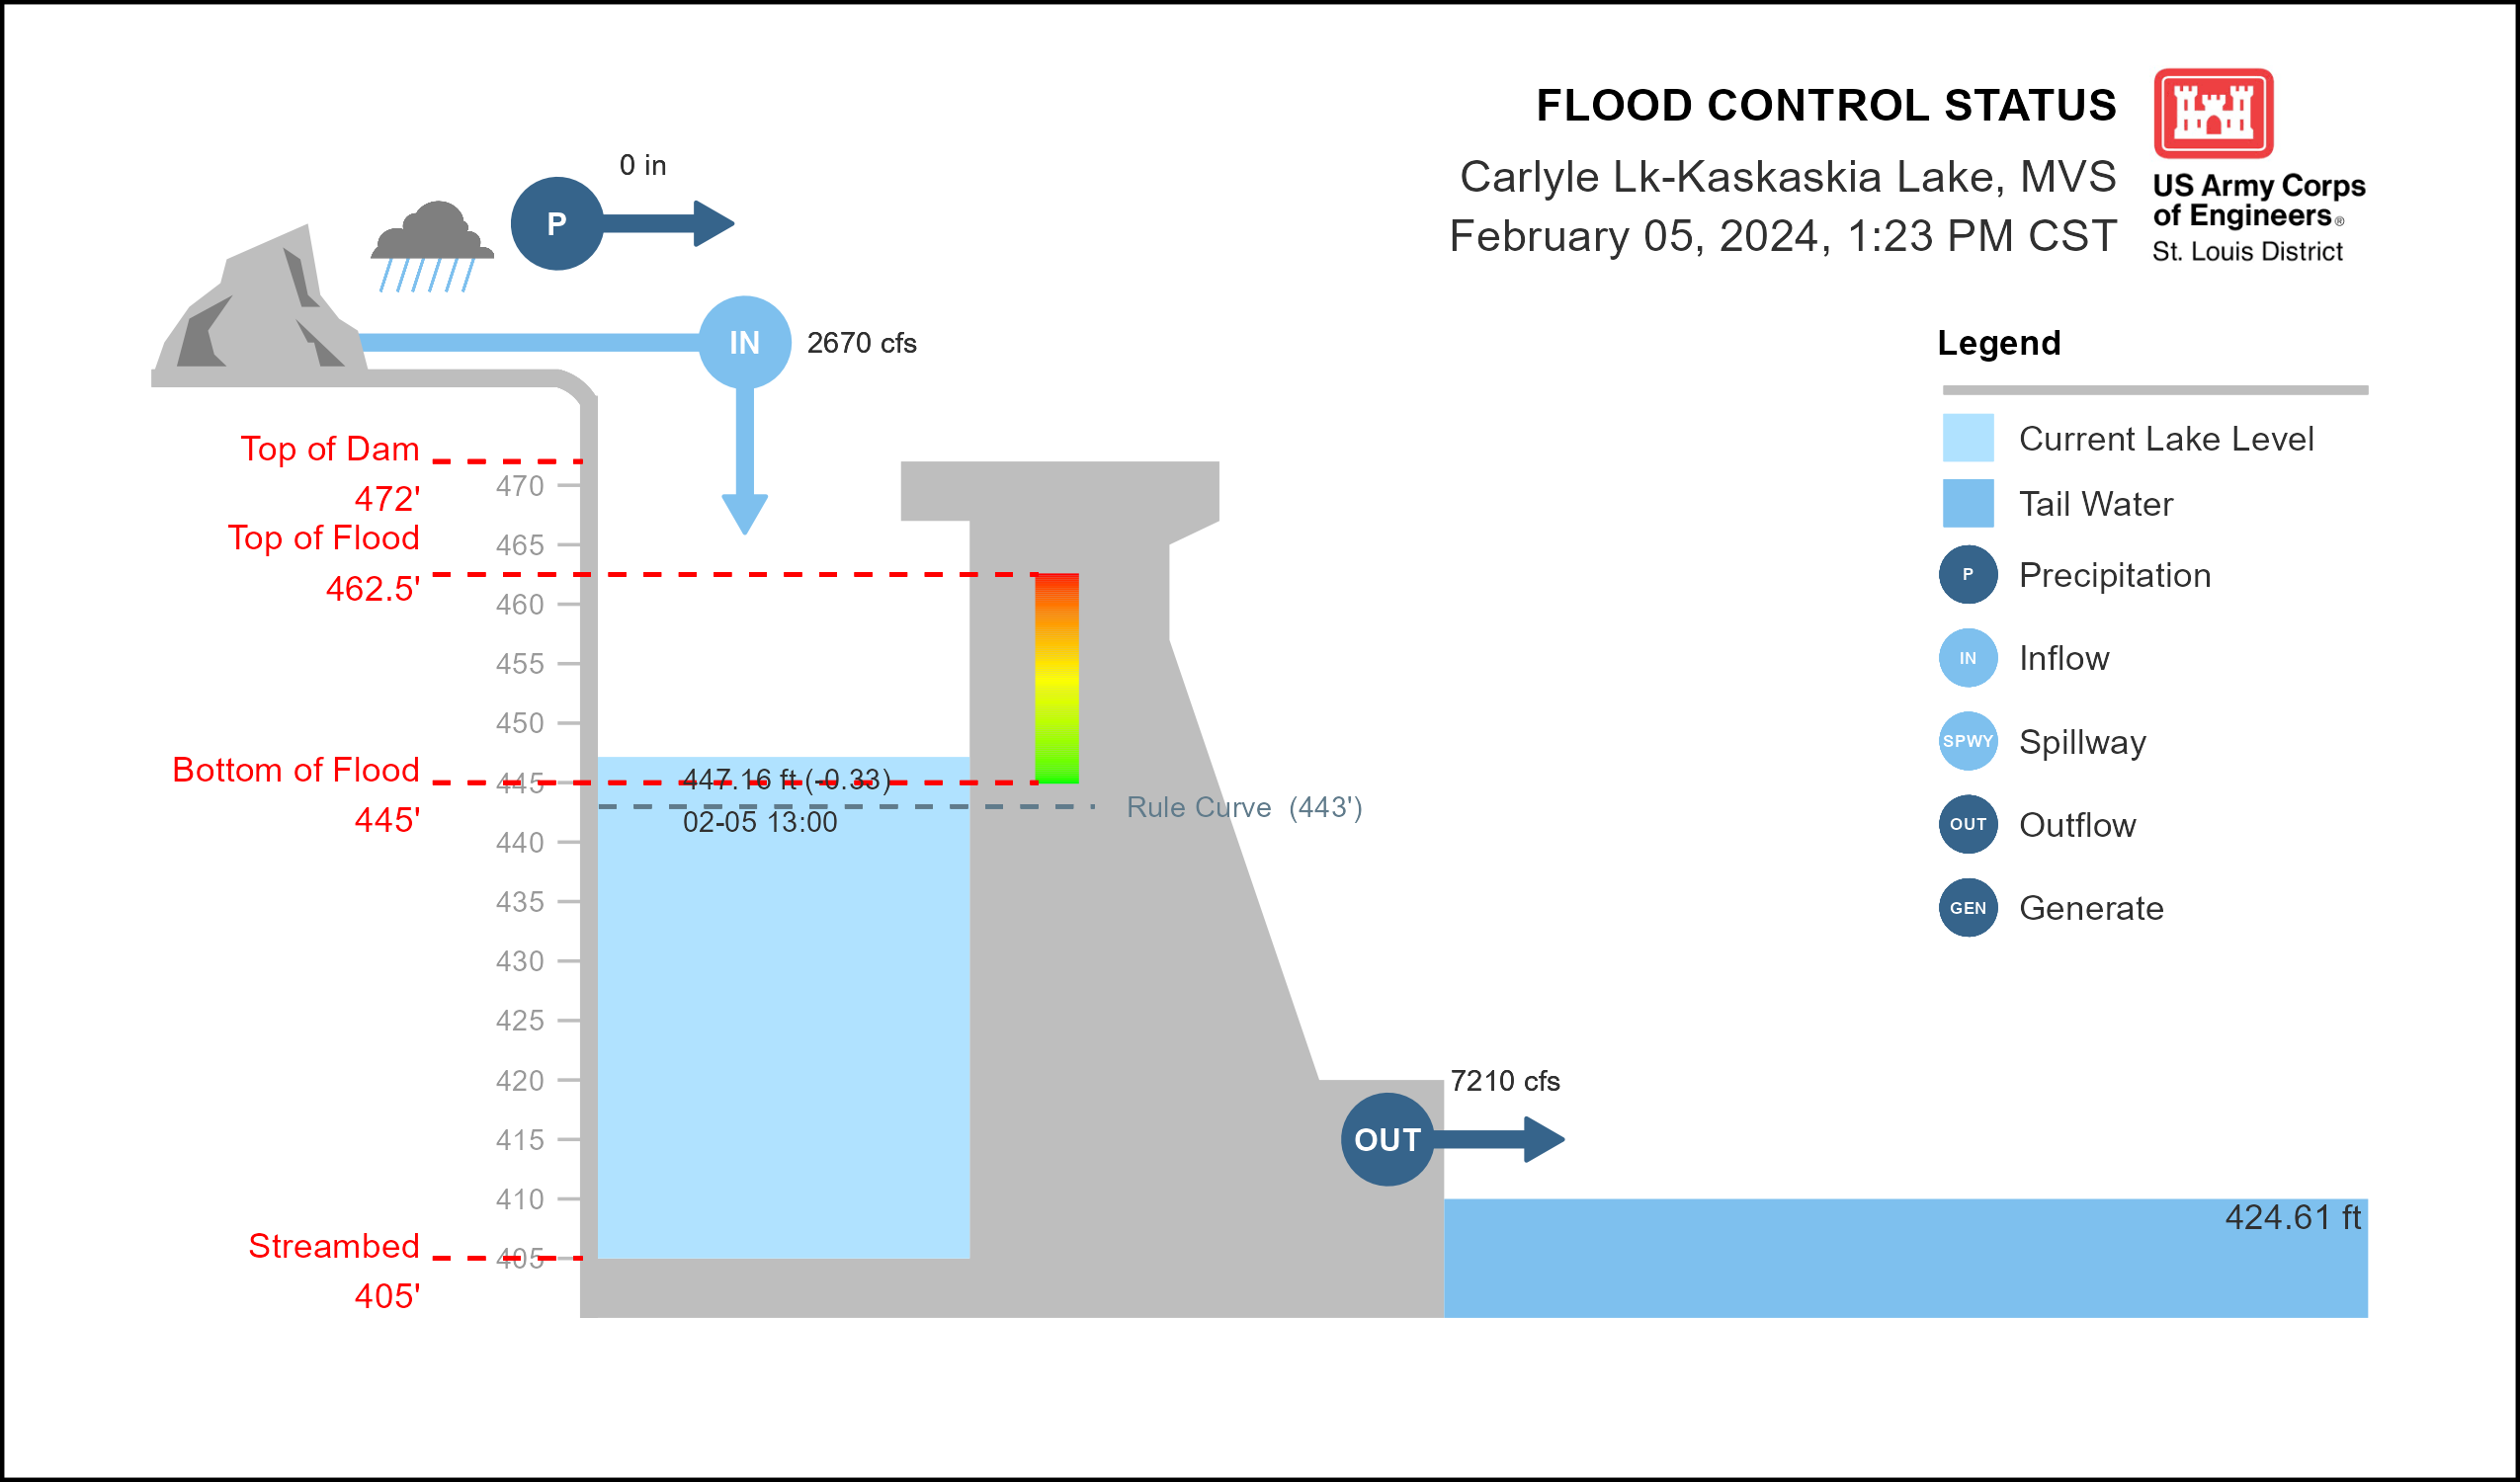 FLOOD CONTROL STATUS
Carlyle Lk-Kaskaskia Lake, MVS
February 05, 2024, 1:23 PM CST
US Army Corps
of Engineers®
St. Louis District
0 in
P
IN
2670 cfs
Legend
Current Lake Level
Tail Water
P Precipitation
IN Inflow
SPWY Spillway
OUT Outflow
GEN Generate
Top of Dam
472'
Top of Flood
462.5'
Bottom of Flood
445'
Streambed
405'
470
465
460
455
450
445
440
435
430
425
420
415
410
405
447.16 ft (-0.33)
02-05 13:00
Rule Curve (443')
7210 cfs
OUT
424.61 ft